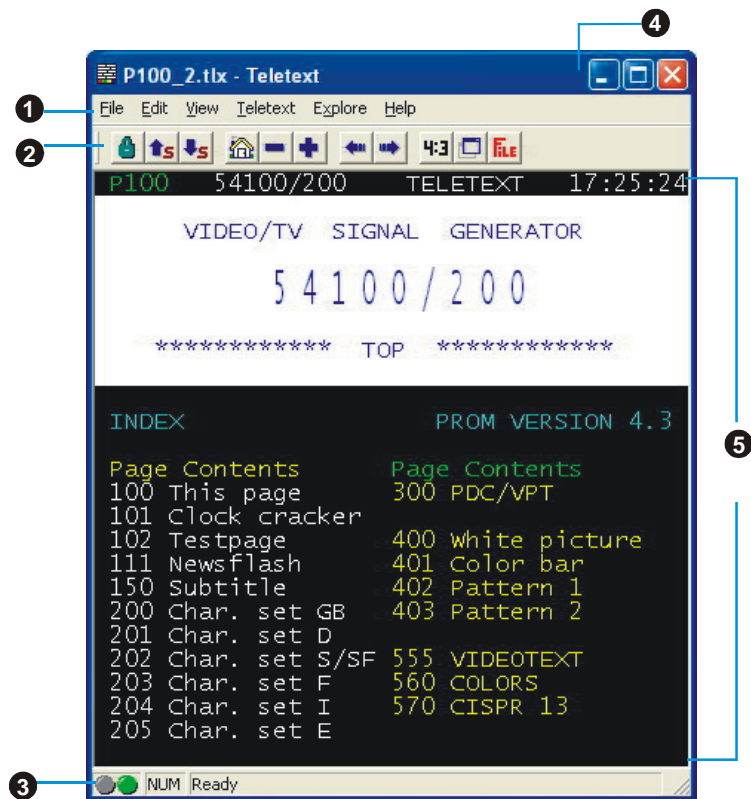 4
P100_2.tlx - Teletext
1
File Edit View Teletext Explore Help
2
S S 4:3 FILE
P100 54100/200 TELETEXT 17:25:24
VIDEO/TV SIGNAL GENERATOR
54100/200
************ TOP ************
INDEX PROM VERSION 4.3
5
Page Contents Page Contents
100 This page 300 PDC/VPT
101 Clock cracker
102 Testpage 400 White picture
111 Newsflash 401 Color bar
150 Subtitle 402 Pattern 1
200 Char. set GB 403 Pattern 2
201 Char. set D
202 Char. set S/SF 555 VIDEOTEXT
203 Char. set F 560 COLORS
204 Char. set I 570 CISPR 13
205 Char. set E
3
NUM Ready